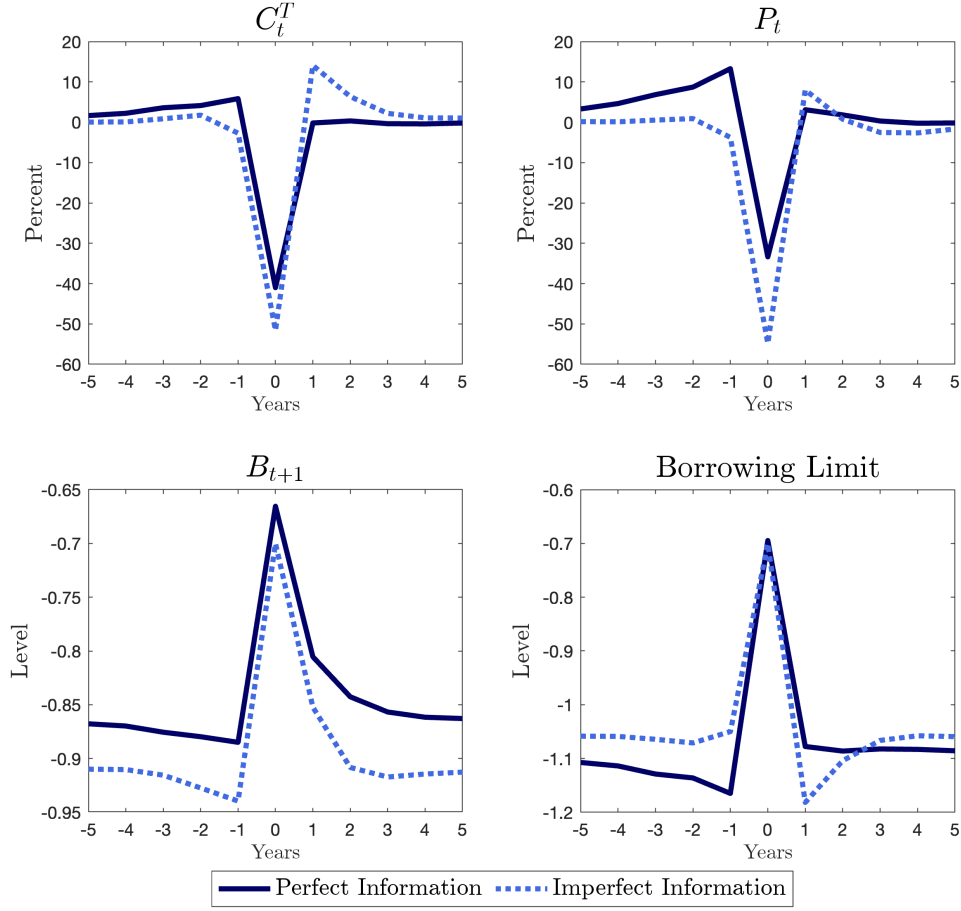 C_t^T
20
10
0
-10
-20
-30
-40
-50
-60
Percent
-5 -4 -3 -2 -1 0 1 2 3 4 5
Years
P_t
20
10
0
-10
-20
-30
-40
-50
-60
Percent
-5 -4 -3 -2 -1 0 1 2 3 4 5
Years
B_{t+1}
-0.65
-0.7
-0.75
-0.8
-0.85
-0.9
-0.95
Level
-5 -4 -3 -2 -1 0 1 2 3 4 5
Years
Borrowing Limit
-0.6
-0.7
-0.8
-0.9
-1
-1.1
-1.2
Level
-5 -4 -3 -2 -1 0 1 2 3 4 5
Years
Perfect Information Imperfect Information